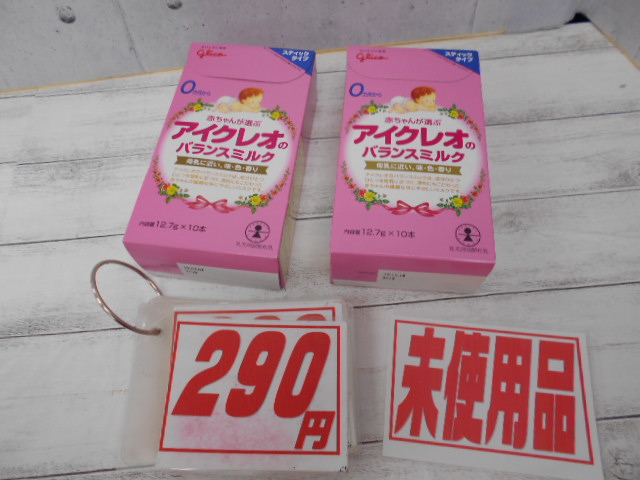 glico
スティック
タイプ
0ヵ月から
赤ちゃんが選ぶ
アイクレオの
バランスミルク
母乳に近い、味・色・香り
内容量12.7g×10本
glico
スティック
タイプ
0ヵ月から
赤ちゃんが選ぶ
アイクレオの
バランスミルク
母乳に近い、味・色・香り
内容量12.7g×10本
290円
未使用品